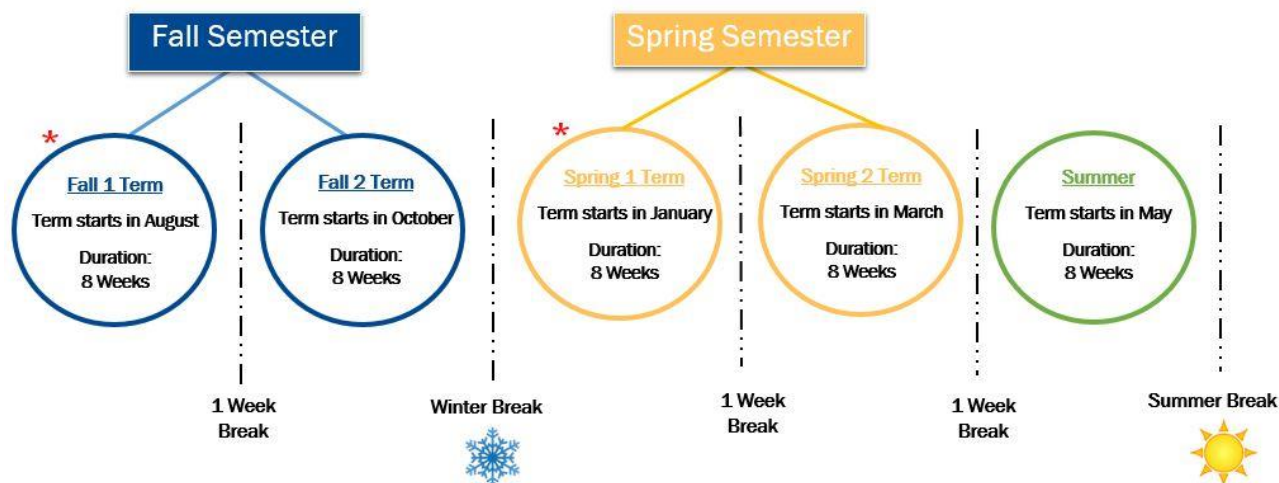 Fall Semester
Spring Semester
*
Fall 1 Term
Term starts in August
Duration:
8 Weeks
Fall 2 Term
Term starts in October
Duration:
8 Weeks
*
Spring 1 Term
Term starts in January
Duration:
8 Weeks
Spring 2 Term
Term starts in March
Duration:
8 Weeks
Summer
Term starts in May
Duration:
8 Weeks
1 Week
Break
Winter Break
1 Week
Break
1 Week
Break
Summer Break